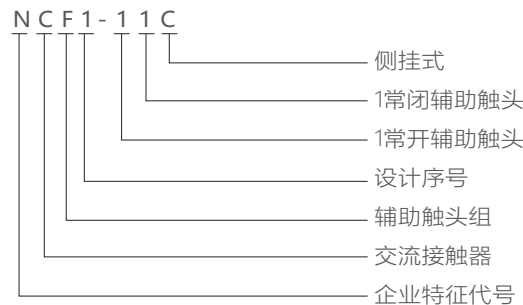 NCF1-11C
侧挂式
1常闭辅助触头
1常开辅助触头
设计序号
辅助触头组
交流接触器
企业特征代号